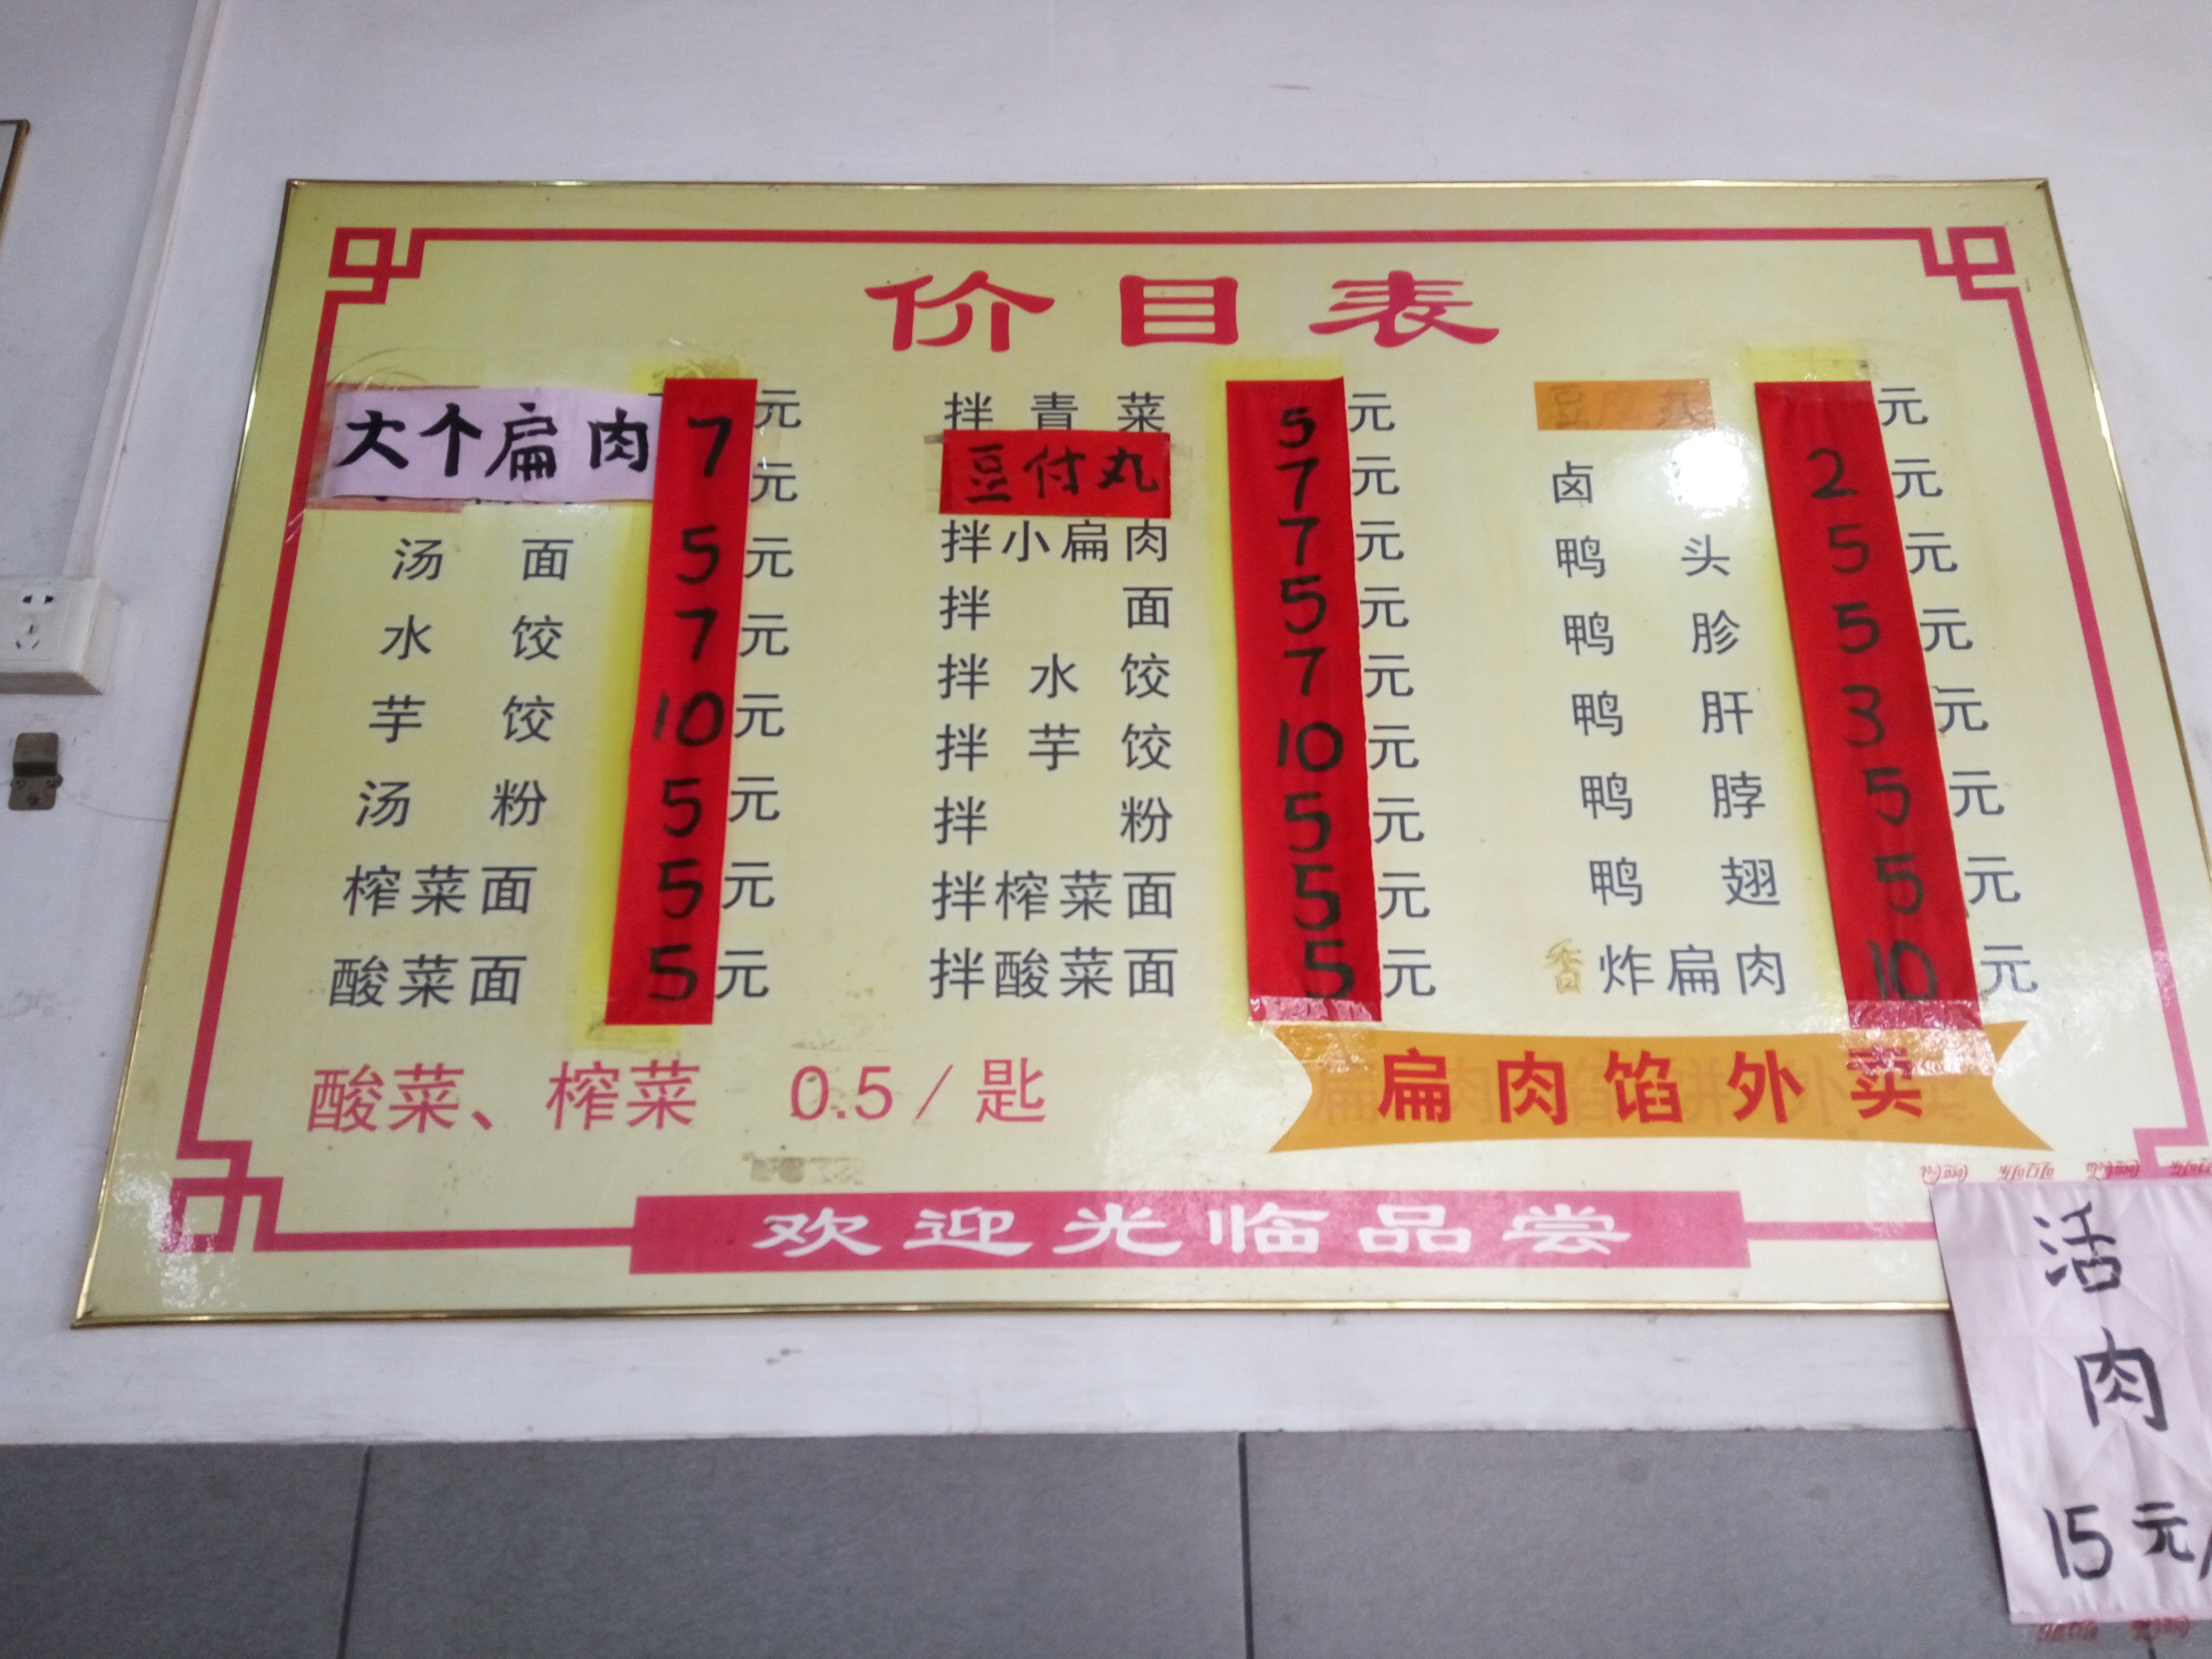 价目表
大个扁肉 7 元
元
汤面 5 元
水饺 7 元
芋饺 10 元
汤粉 5 元
榨菜面 5 元
酸菜面 5 元
拌青菜 5 元
豆付丸 7 元
拌小扁肉 7 元
拌面 5 元
拌水饺 7 元
拌芋饺 10 元
拌粉 5 元
拌榨菜面 5 元
拌酸菜面 5 元
元
卤 2 元
鸭头 5 元
鸭胗 5 元
鸭肝 3 元
鸭脖 5 元
鸭翅 5 元
香炸扁肉 10 元
酸菜、榨菜 0.5/匙
扁肉馅外卖
欢迎光临品尝
活肉
15元/